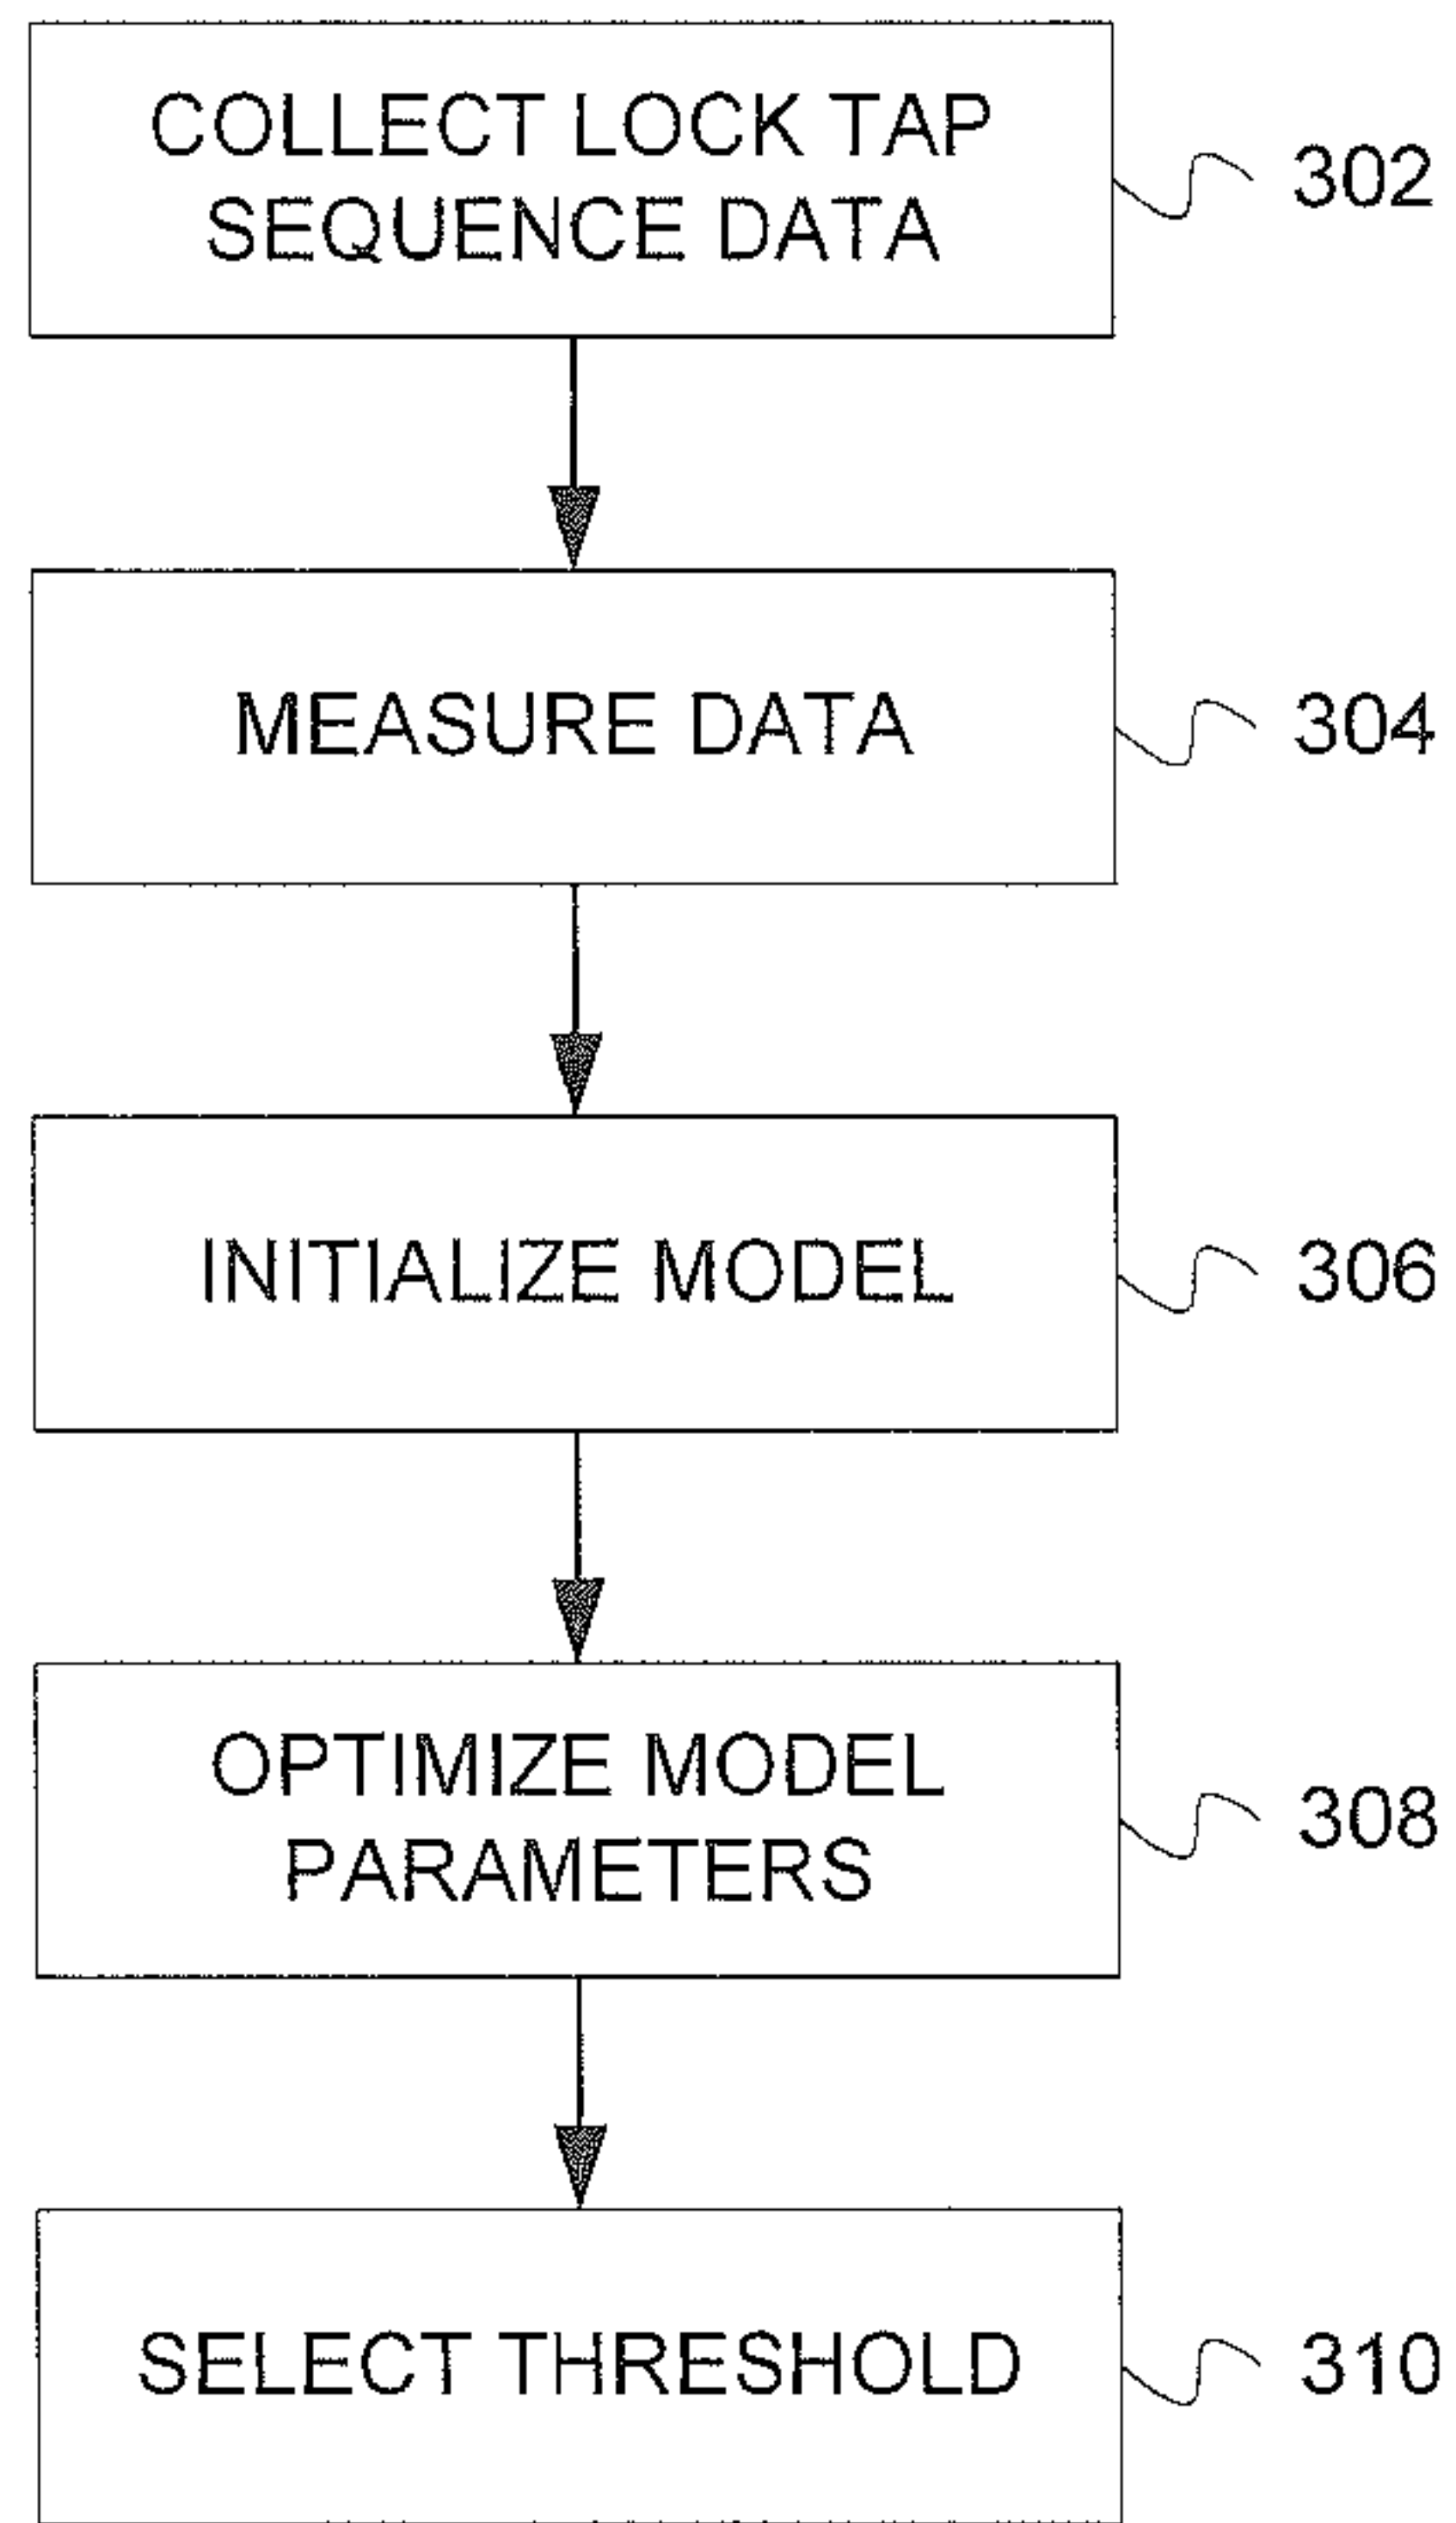 COLLECT LOCK TAP
SEQUENCE DATA
302
MEASURE DATA
304
INITIALIZE MODEL
306
OPTIMIZE MODEL
PARAMETERS
308
SELECT THRESHOLD
310